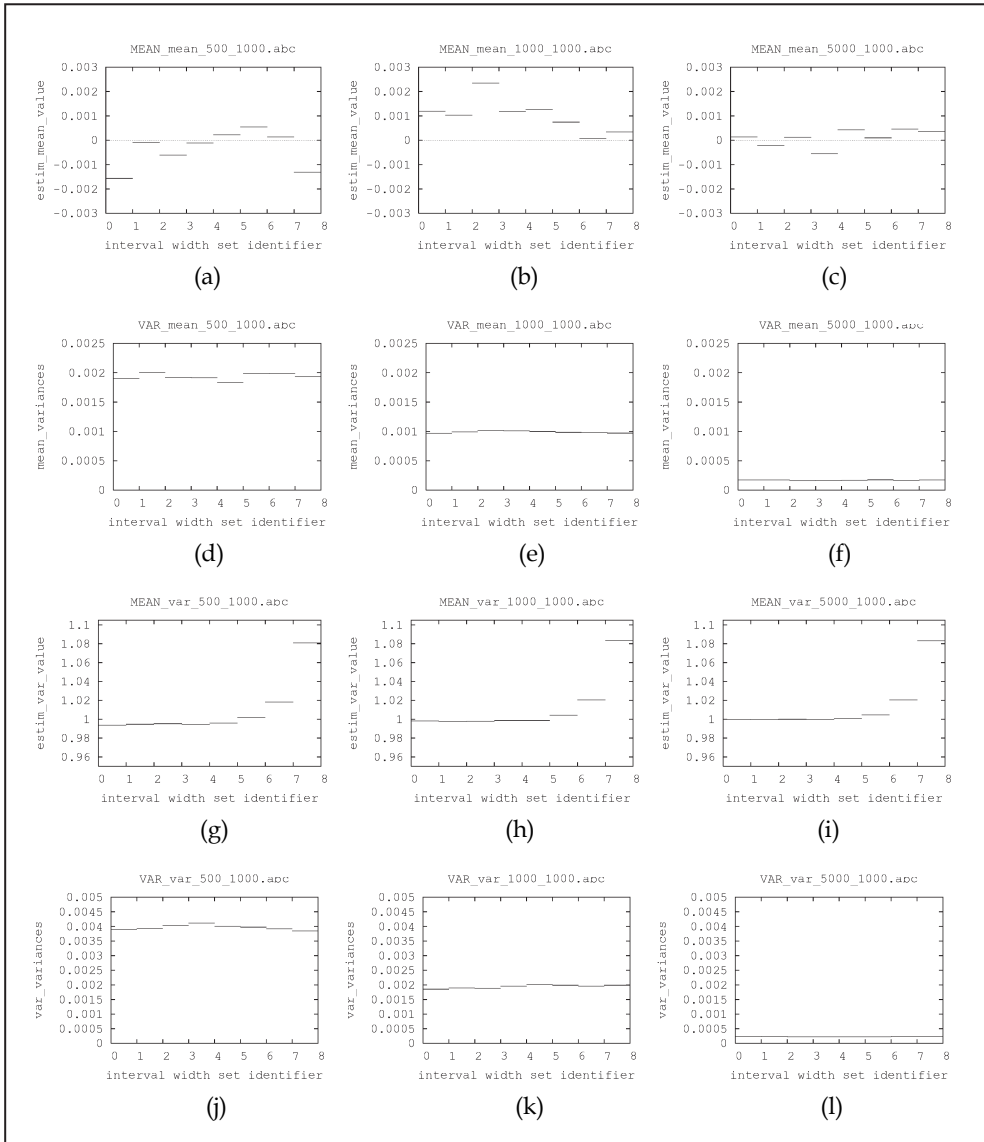 MEAN_mean_500_1000.abc
0.003
0.002
0.001
0
-0.001
-0.002
-0.003
estim_mean_value
0 1 2 3 4 5 6 7 8
interval width set identifier
(a)
MEAN_mean_1000_1000.abc
0.003
0.002
0.001
0
-0.001
-0.002
-0.003
estim_mean_value
0 1 2 3 4 5 6 7 8
interval width set identifier
(b)
MEAN_mean_5000_1000.abc
0.003
0.002
0.001
0
-0.001
-0.002
-0.003
estim_mean_value
0 1 2 3 4 5 6 7 8
interval width set identifier
(c)
VAR_mean_500_1000.abc
0.0025
0.002
0.0015
0.001
0.0005
0
mean_variances
0 1 2 3 4 5 6 7 8
interval width set identifier
(d)
VAR_mean_1000_1000.abc
0.0025
0.002
0.0015
0.001
0.0005
0
mean_variances
0 1 2 3 4 5 6 7 8
interval width set identifier
(e)
VAR_mean_5000_1000.abc
0.0025
0.002
0.0015
0.001
0.0005
0
mean_variances
0 1 2 3 4 5 6 7 8
interval width set identifier
(f)
MEAN_var_500_1000.abc
1.1
1.08
1.06
1.04
1.02
1
0.98
0.96
estim_var_value
0 1 2 3 4 5 6 7 8
interval width set identifier
(g)
MEAN_var_1000_1000.abc
1.1
1.08
1.06
1.04
1.02
1
0.98
0.96
estim_var_value
0 1 2 3 4 5 6 7 8
interval width set identifier
(h)
MEAN_var_5000_1000.abc
1.1
1.08
1.06
1.04
1.02
1
0.98
0.96
estim_var_value
0 1 2 3 4 5 6 7 8
interval width set identifier
(i)
VAR_var_500_1000.abc
0.005
0.0045
0.004
0.0035
0.003
0.0025
0.002
0.0015
0.001
0.0005
0
var_variances
0 1 2 3 4 5 6 7 8
interval width set identifier
(j)
VAR_var_1000_1000.abc
0.005
0.0045
0.004
0.0035
0.003
0.0025
0.002
0.0015
0.001
0.0005
0
var_variances
0 1 2 3 4 5 6 7 8
interval width set identifier
(k)
VAR_var_5000_1000.abc
0.005
0.0045
0.004
0.0035
0.003
0.0025
0.002
0.0015
0.001
0.0005
0
var_variances
0 1 2 3 4 5 6 7 8
interval width set identifier
(l)